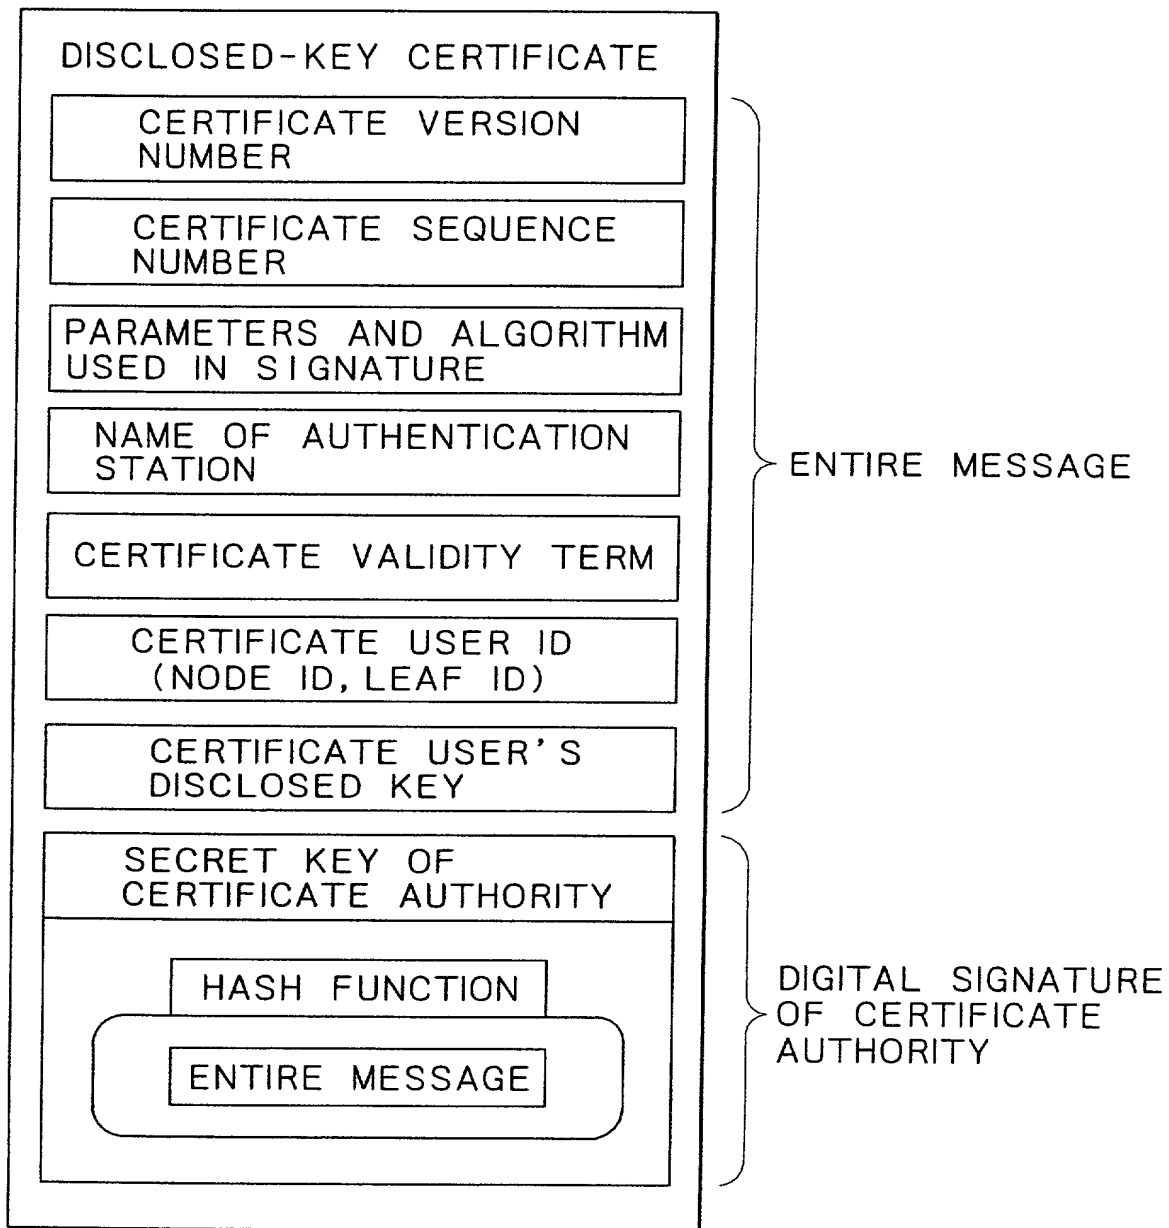 DISCLOSED-KEY CERTIFICATE
CERTIFICATE VERSION
NUMBER
CERTIFICATE SEQUENCE
NUMBER
PARAMETERS AND ALGORITHM
USED IN SIGNATURE
NAME OF AUTHENTICATION
STATION
CERTIFICATE VALIDITY TERM
CERTIFICATE USER ID
(NODE ID, LEAF ID)
CERTIFICATE USER'S
DISCLOSED KEY
ENTIRE MESSAGE
SECRET KEY OF
CERTIFICATE AUTHORITY
HASH FUNCTION
ENTIRE MESSAGE
DIGITAL SIGNATURE
OF CERTIFICATE
AUTHORITY